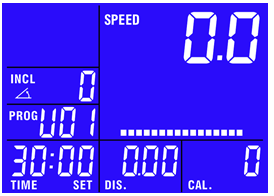 SPEED 0.0
INCL 0
PROG U01
30:00 0.00 0
TIME SET DIS. CAL.